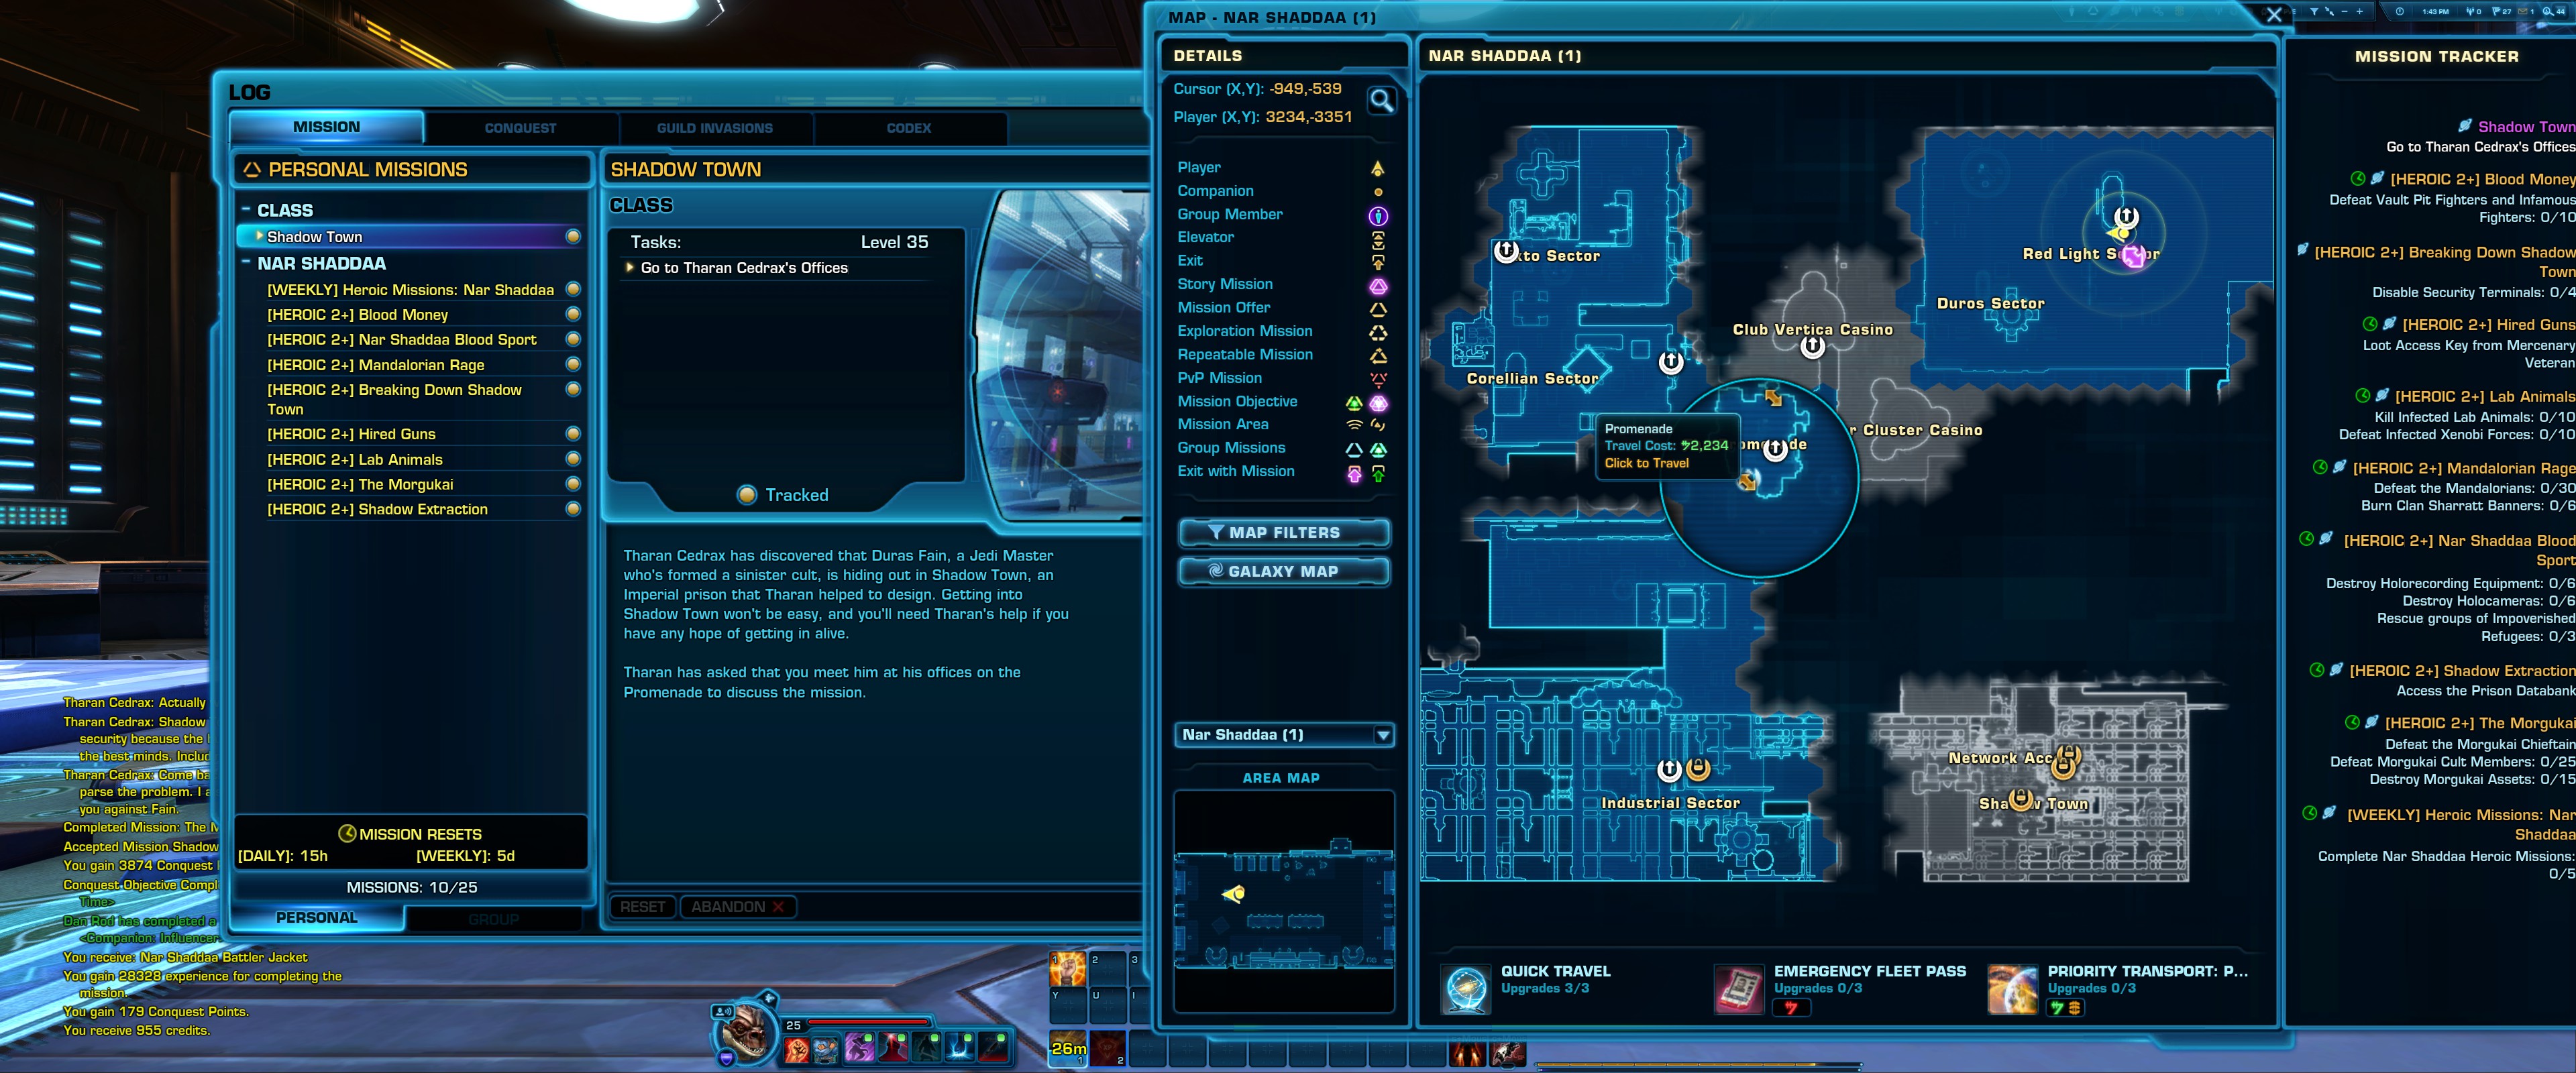 LOG
MISSION
CONQUEST
GUILD INVASIONS
CODEX
PERSONAL MISSIONS
CLASS
Shadow Town
NAR SHADDAA
[WEEKLY] Heroic Missions: Nar Shaddaa
[HEROIC 2+] Blood Money
[HEROIC 2+] Nar Shaddaa Blood Sport
[HEROIC 2+] Mandalorian Rage
[HEROIC 2+] Breaking Down Shadow
Town
[HEROIC 2+] Hired Guns
[HEROIC 2+] Lab Animals
[HEROIC 2+] The Morgukai
[HEROIC 2+] Shadow Extraction
MISSION RESETS
[DAILY]: 15h
[WEEKLY]: 5d
MISSIONS: 10/25
PERSONAL
GROUP
SHADOW TOWN
CLASS
Tasks:
Level 35
Go to Tharan Cedrax's Offices
Tracked
Tharan Cedrax has discovered that Duras Fain, a Jedi Master
who's formed a sinister cult, is hiding out in Shadow Town, an
Imperial prison that Tharan helped to design. Getting into
Shadow Town won't be easy, and you'll need Tharan's help if you
have any hope of getting in alive.
Tharan has asked that you meet him at his offices on the
Promenade to discuss the mission.
RESET
ABANDON
Tharan Cedrax: Actually
Tharan Cedrax: Shadow
security because the
the best minds. Includ
Tharan Cedrax: Come ba
parse the problem. I a
you against Fain.
Completed Mission: The M
Accepted Mission Shadow
You gain 3874 Conquest
Conquest Objective Compl
Time>
Dan Rod has completed a
<Companion: Influencer
You receive: Nar Shaddaa Battler Jacket
You gain 28328 experience for completing the
mission.
You gain 179 Conquest Points.
You receive 955 credits.
25
1
2
3
Y
U
I
26m
1
2
MAP - NAR SHADDAA (1)
DETAILS
Cursor (X,Y): -949,-539
Player (X,Y): 3234,-3351
Player
Companion
Group Member
Elevator
Exit
Story Mission
Mission Offer
Exploration Mission
Repeatable Mission
PvP Mission
Mission Objective
Mission Area
Group Missions
Exit with Mission
MAP FILTERS
GALAXY MAP
Nar Shaddaa (1)
AREA MAP
NAR SHADDAA (1)
xto Sector
Red Light S or
Duros Sector
Club Vertica Casino
Corellian Sector
Promenade
Travel Cost: 2,234
Click to Travel
r Cluster Casino
Industrial Sector
Network Acc
Sha w Town
QUICK TRAVEL
Upgrades 3/3
EMERGENCY FLEET PASS
Upgrades 0/3
PRIORITY TRANSPORT: P...
Upgrades 0/3
1:43 PM
0
27
1
44
MISSION TRACKER
Shadow Town
Go to Tharan Cedrax's Offices
[HEROIC 2+] Blood Money
Defeat Vault Pit Fighters and Infamous
Fighters: 0/10
[HEROIC 2+] Breaking Down Shadow
Town
Disable Security Terminals: 0/4
[HEROIC 2+] Hired Guns
Loot Access Key from Mercenary
Veteran
[HEROIC 2+] Lab Animals
Kill Infected Lab Animals: 0/10
Defeat Infected Xenobi Forces: 0/10
[HEROIC 2+] Mandalorian Rage
Defeat the Mandalorians: 0/30
Burn Clan Sharratt Banners: 0/6
[HEROIC 2+] Nar Shaddaa Blood
Sport
Destroy Holorecording Equipment: 0/6
Destroy Holocameras: 0/6
Rescue groups of Impoverished
Refugees: 0/3
[HEROIC 2+] Shadow Extraction
Access the Prison Databank
[HEROIC 2+] The Morgukai
Defeat the Morgukai Chieftain
Defeat Morgukai Cult Members: 0/25
Destroy Morgukai Assets: 0/15
[WEEKLY] Heroic Missions: Nar
Shaddaa
Complete Nar Shaddaa Heroic Missions:
0/5